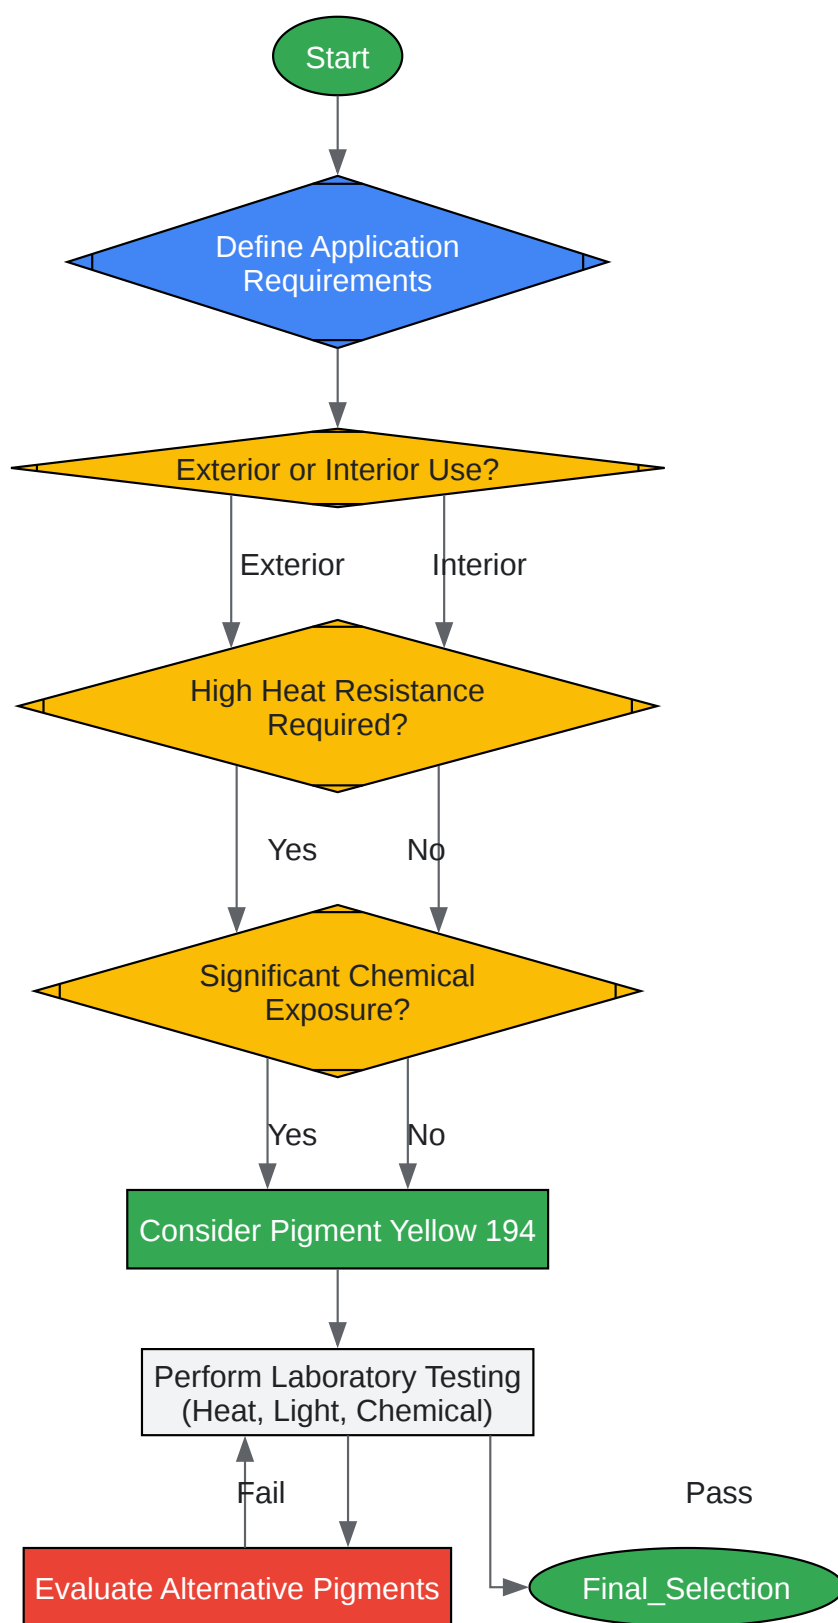 Start
Define Application
Requirements
Exterior or Interior Use?
Exterior
Interior
High Heat Resistance
Required?
Yes
No
Significant Chemical
Exposure?
Yes
No
Consider Pigment Yellow 194
Perform Laboratory Testing
(Heat, Light, Chemical)
Fail
Pass
Evaluate Alternative Pigments
Final_Selection